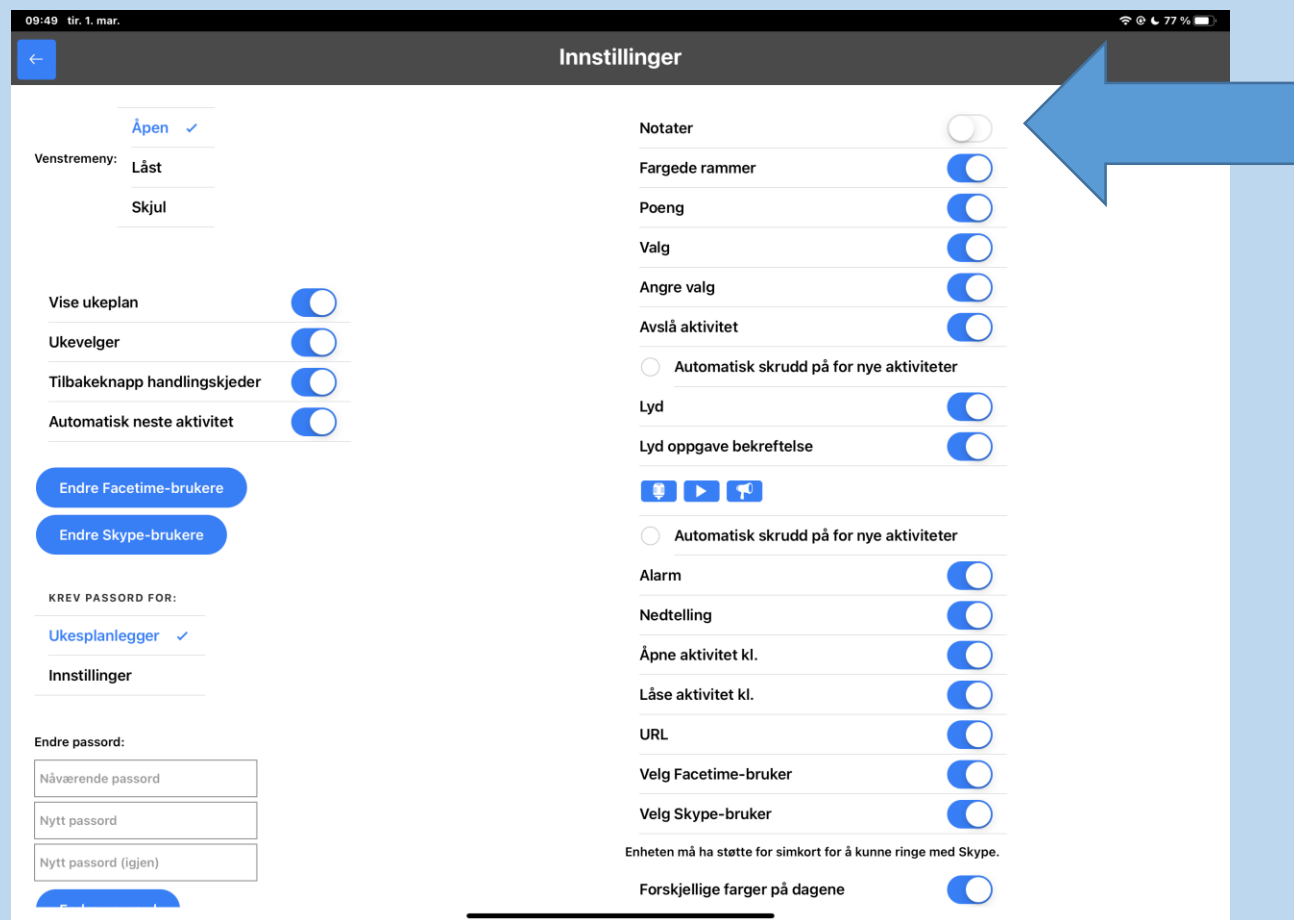 09:49 tir. 1. mar.
77 %
Innstillinger
Venstremeny:
Åpen
Låst
Skjul
Vise ukeplan
Ukevelger
Tilbakeknapp handlingskjeder
Automatisk neste aktivitet
Endre Facetime-brukere
Endre Skype-brukere
KREV PASSORD FOR:
Ukesplanlegger
Innstillinger
Endre passord:
Nåværende passord
Nytt passord
Nytt passord (igjen)
Notater
Fargede rammer
Poeng
Valg
Angre valg
Avslå aktivitet
Automatisk skrudd på for nye aktiviteter
Lyd
Lyd oppgave bekreftelse
Automatisk skrudd på for nye aktiviteter
Alarm
Nedtelling
Åpne aktivitet kl.
Låse aktivitet kl.
URL
Velg Facetime-bruker
Velg Skype-bruker
Enheten må ha støtte for simkort for å kunne ringe med Skype.
Forskjellige farger på dagene